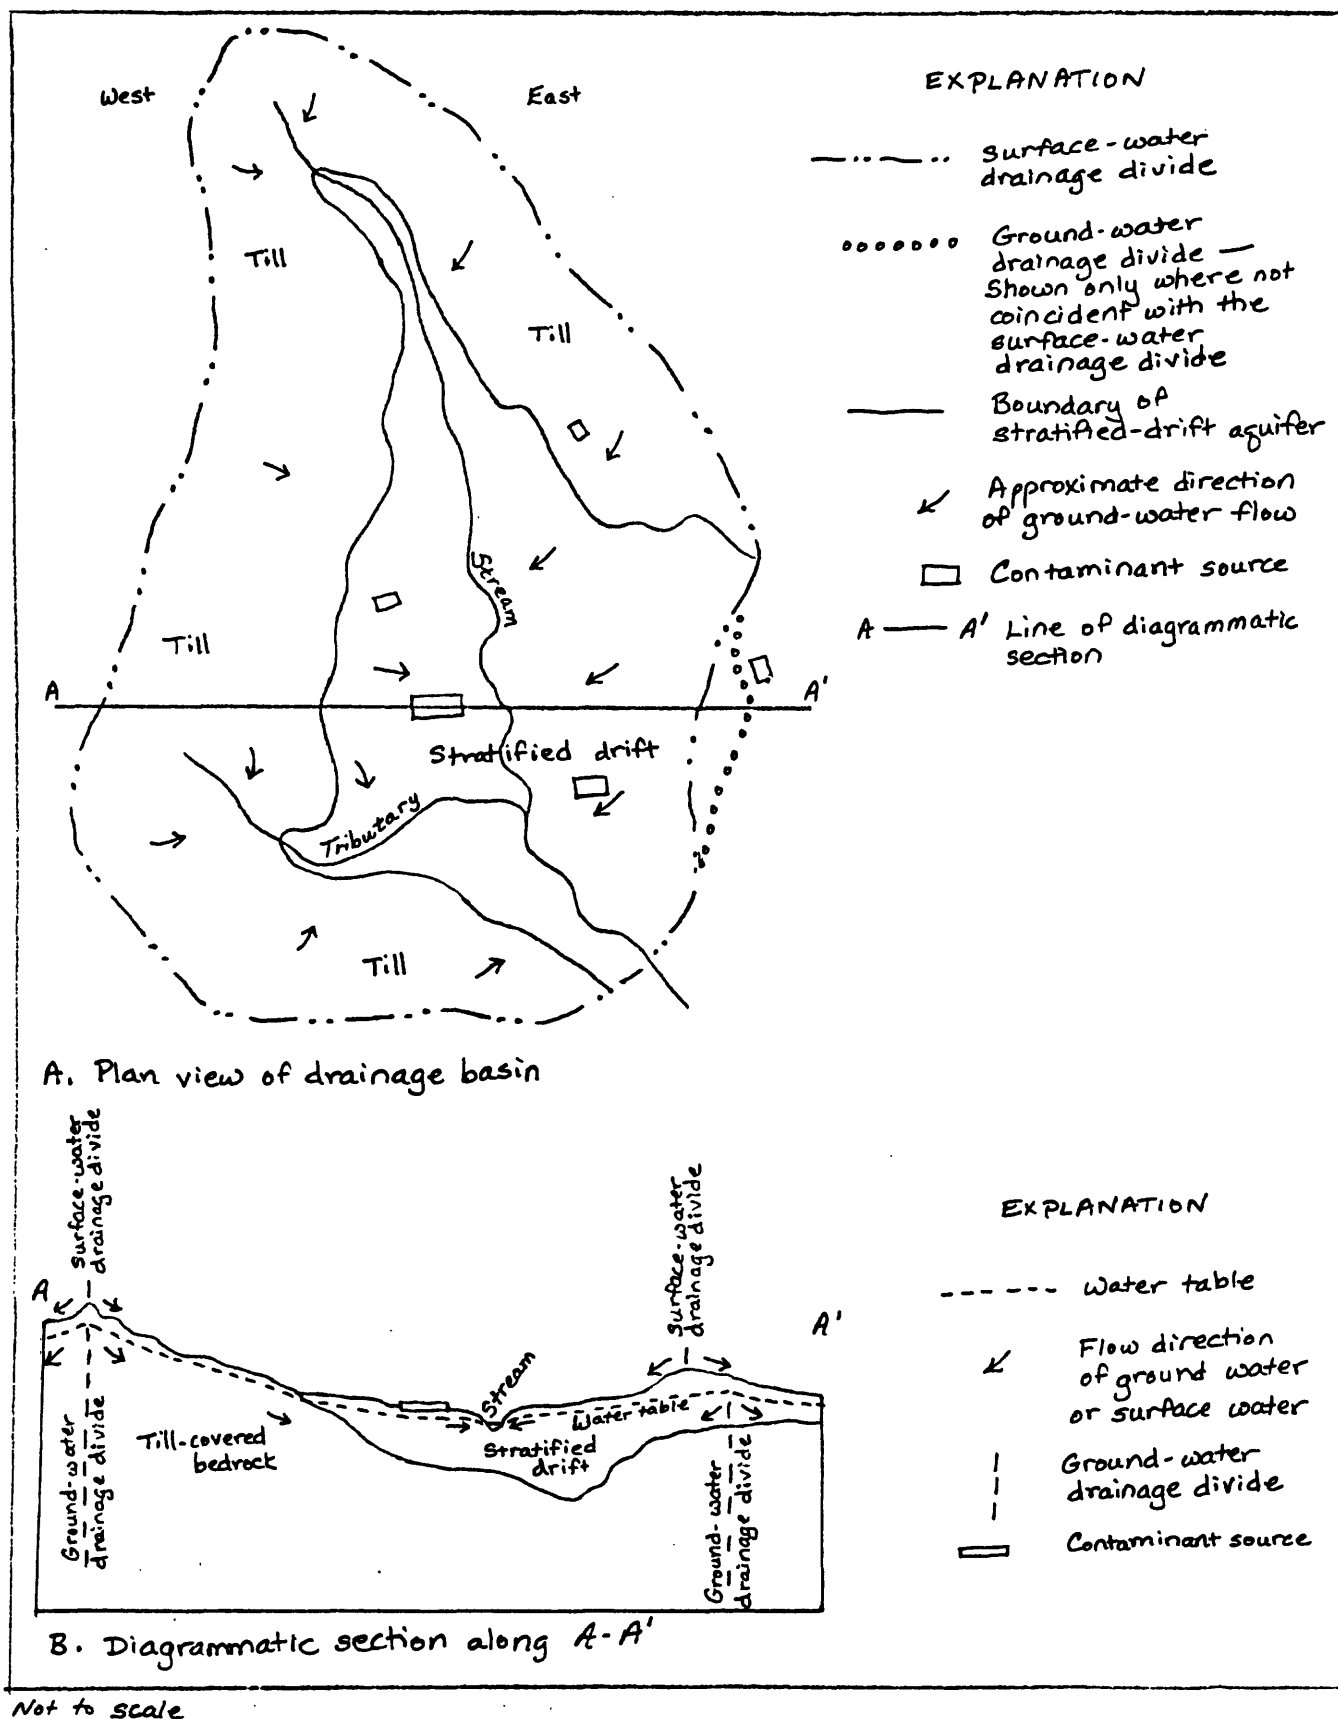 West
East
Till
Till
Till
Stream
A
A'
Stratified drift
Tributary
Till
A. Plan view of drainage basin
EXPLANATION
Surface-water
drainage divide
Ground-water
drainage divide —
Shown only where not
coincident with the
surface-water
drainage divide
Boundary of
stratified-drift aquifer
Approximate direction
of ground-water flow
Contaminant source
A — A' Line of diagrammatic
section
Surface-water
drainage divide
Surface-water
drainage divide
A
A'
Stream
Water table
Till-covered
bedrock
Stratified
drift
Ground-water
drainage divide
Ground-water
drainage divide
B. Diagrammatic section along A-A'
EXPLANATION
Water table
Flow direction
of ground water
or surface water
Ground-water
drainage divide
Contaminant source
Not to scale